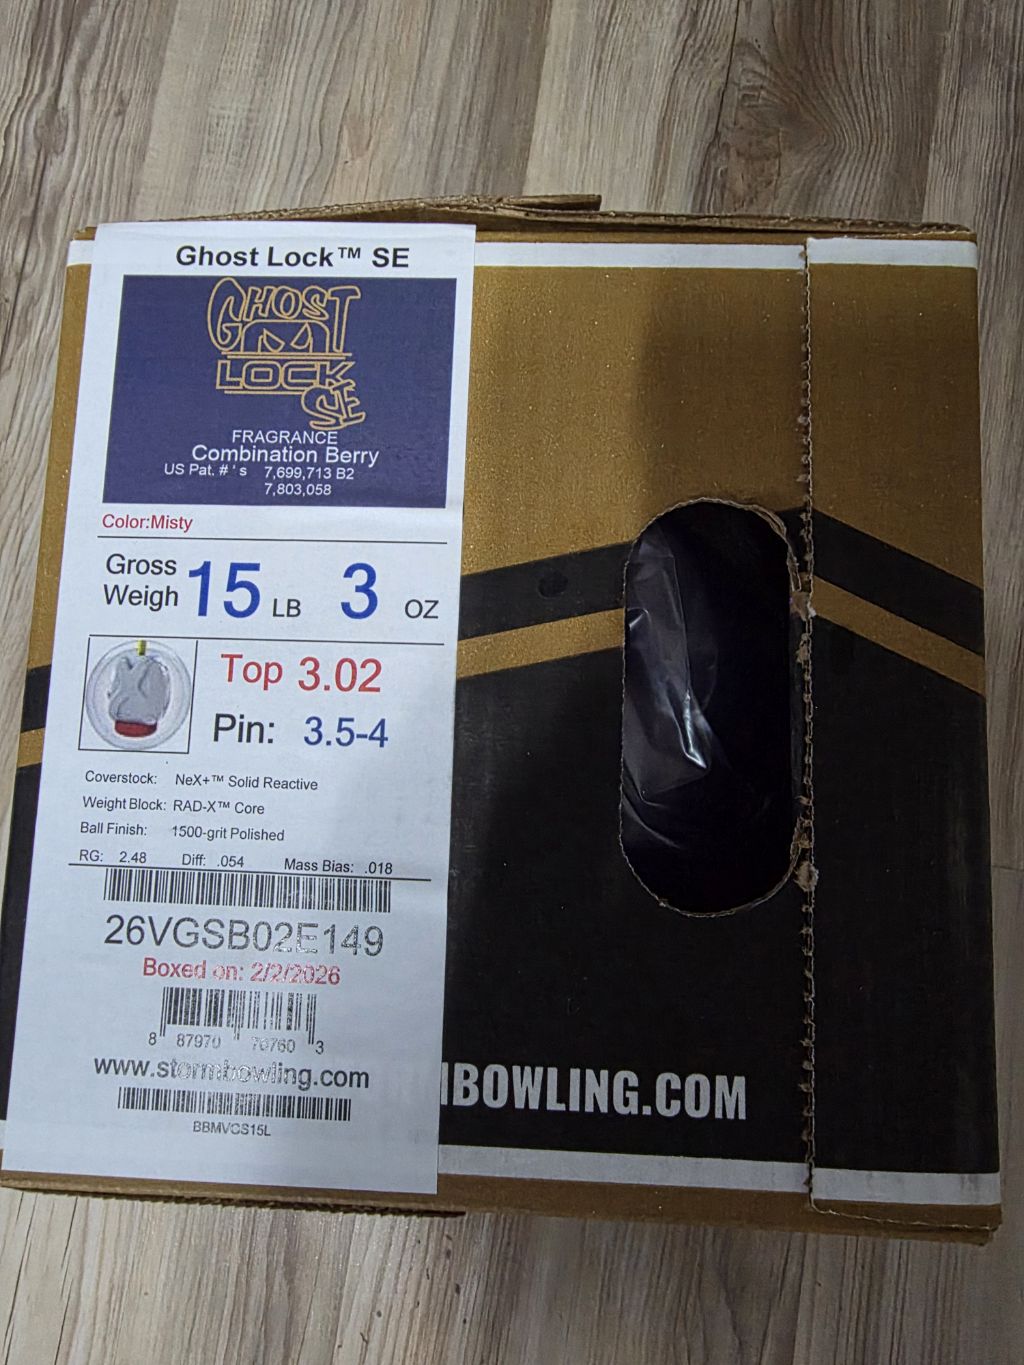 Ghost Lock™ SE
GHOST
LOCK
SE
FRAGRANCE
Combination Berry
US Pat. # ' s 7,699,713 B2
7,803,058
Color:Misty
Gross
Weigh 15 LB 3 OZ
Top 3.02
Pin: 3.5-4
Coverstock: NeX+™ Solid Reactive
Weight Block: RAD-X™ Core
Ball Finish: 1500-grit Polished
RG: 2.48 Diff: .054 Mass Bias: .018
26VGSB02E149
Boxed on: 2/2/2026
8 87970 70760 3
www.stormbowling.com
BBMVGS15L
MBOWLING.COM